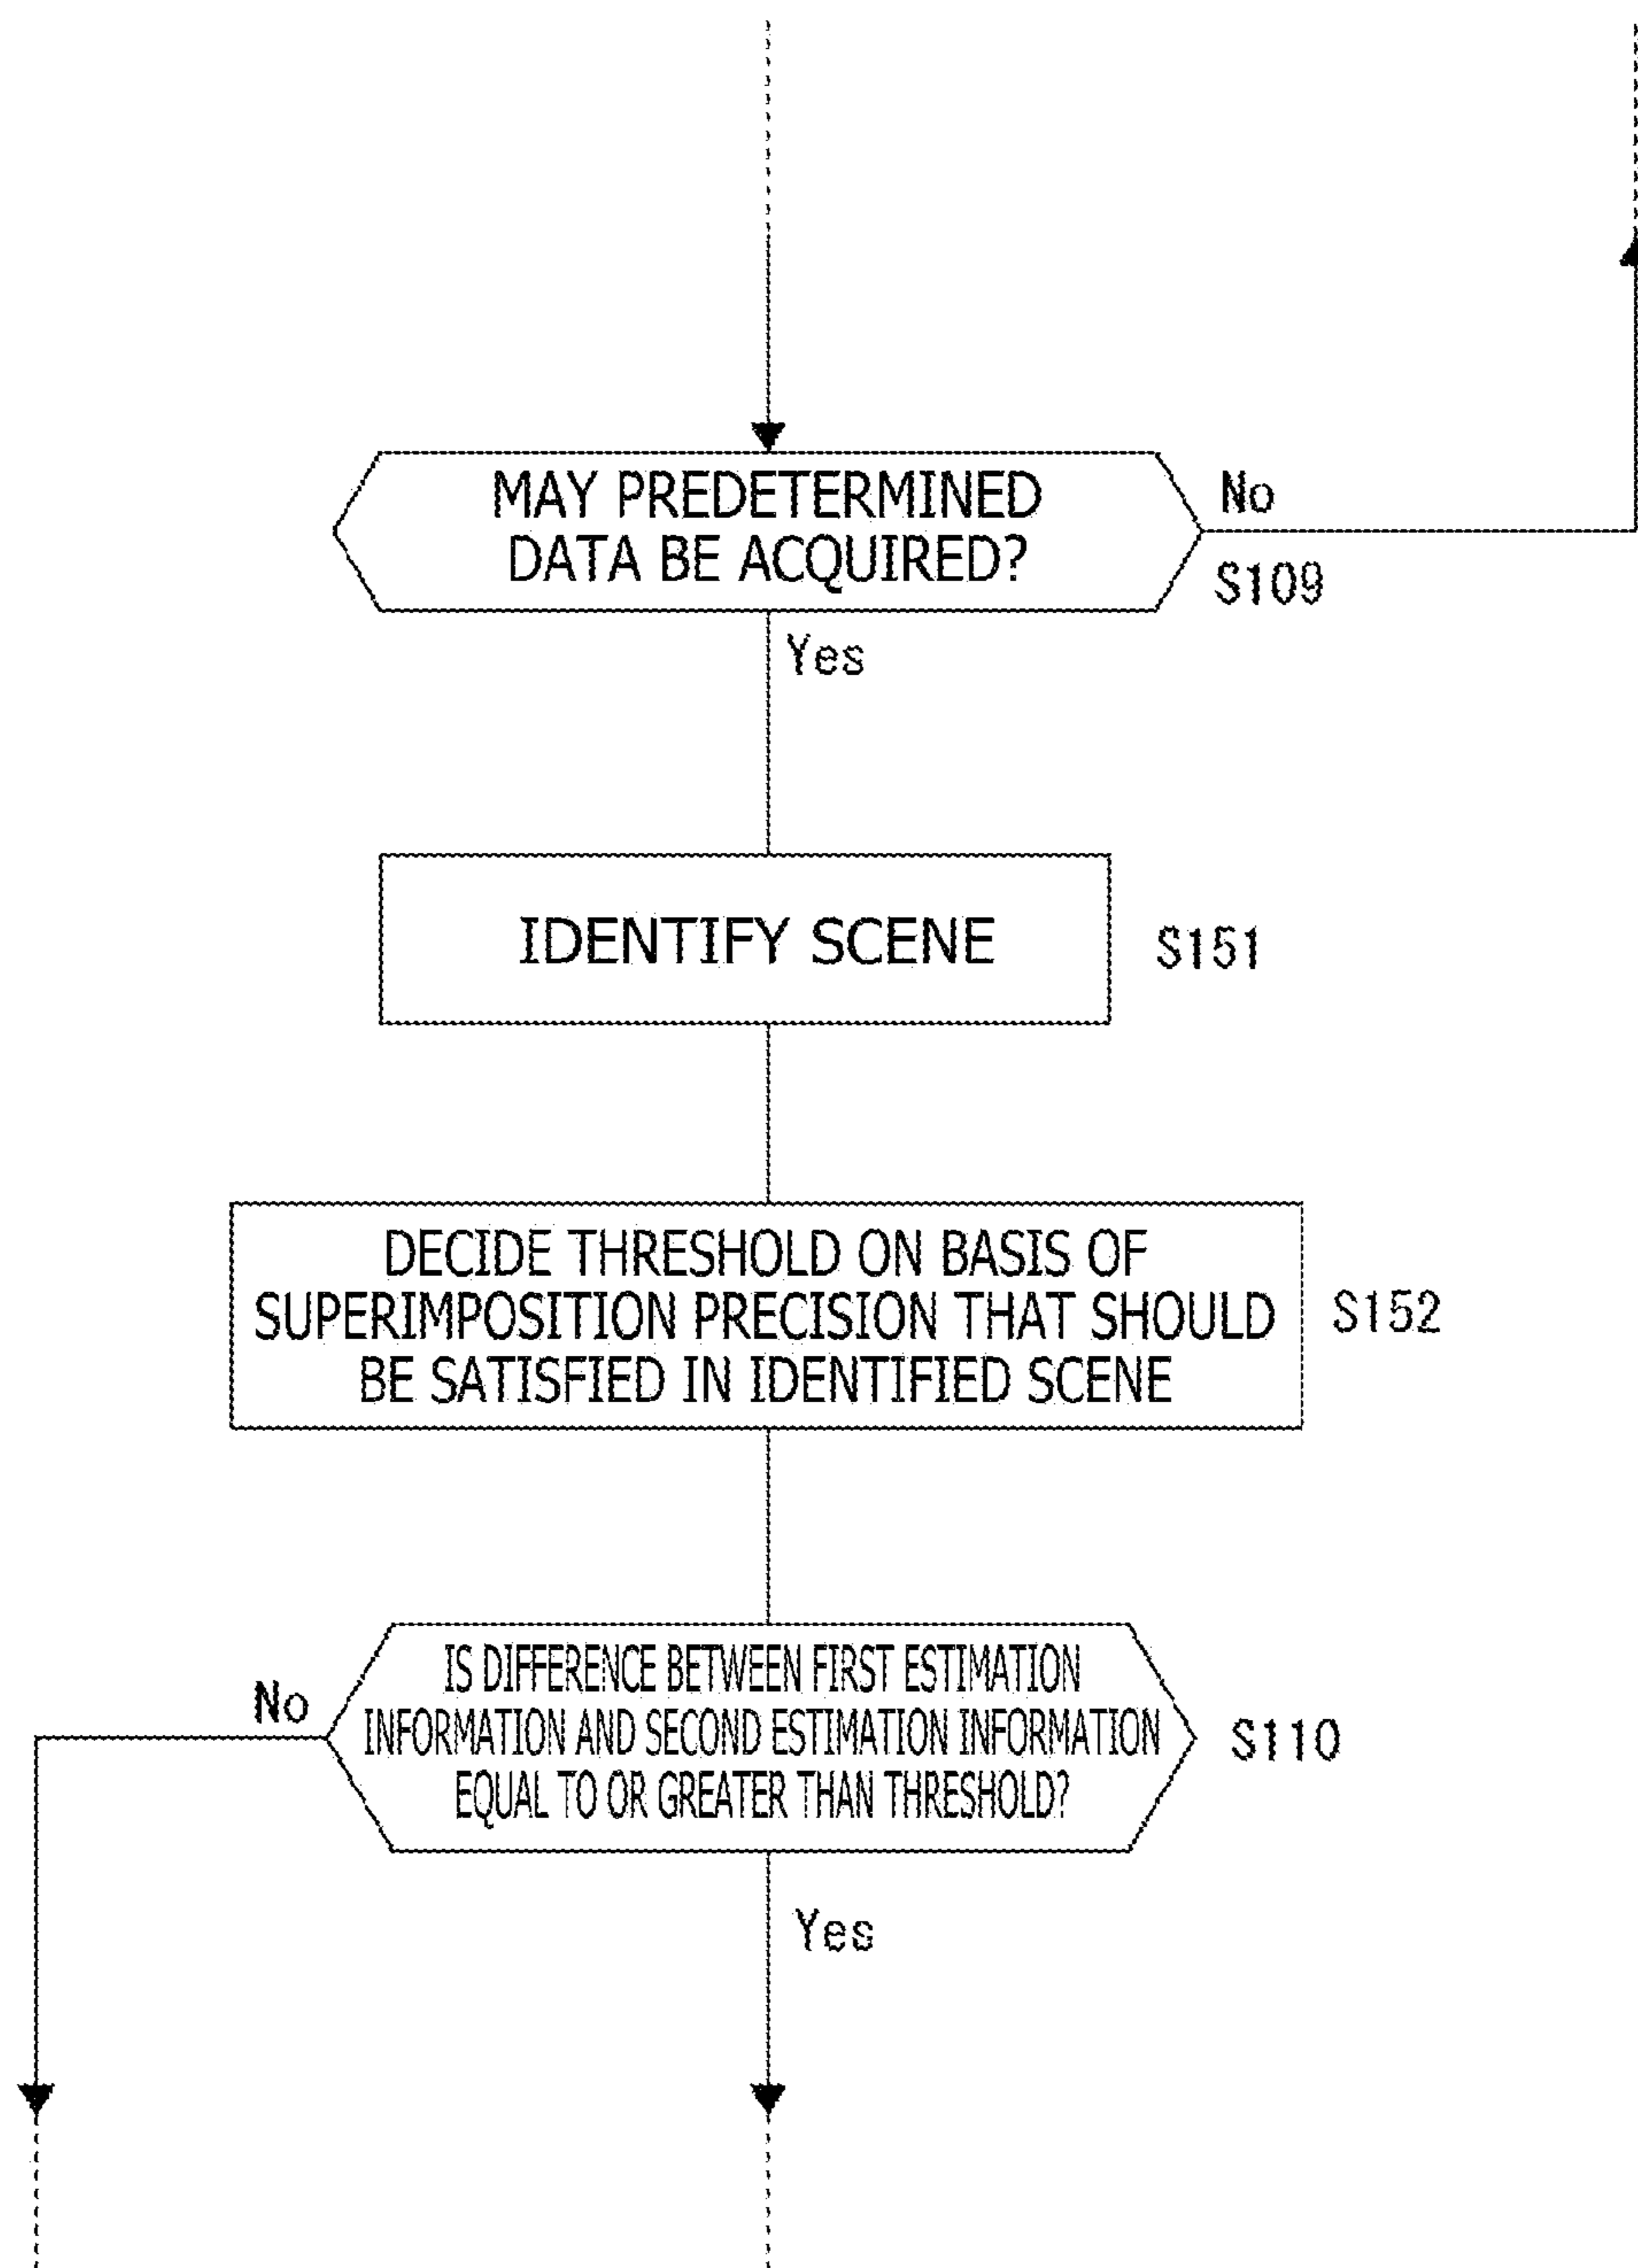 MAY PREDETERMINED
DATA BE ACQUIRED?
No
S109
Yes
IDENTIFY SCENE
S151
DECIDE THRESHOLD ON BASIS OF
SUPERIMPOSITION PRECISION THAT SHOULD
BE SATISFIED IN IDENTIFIED SCENE
S152
No
IS DIFFERENCE BETWEEN FIRST ESTIMATION
INFORMATION AND SECOND ESTIMATION INFORMATION
EQUAL TO OR GREATER THAN THRESHOLD?
S110
Yes